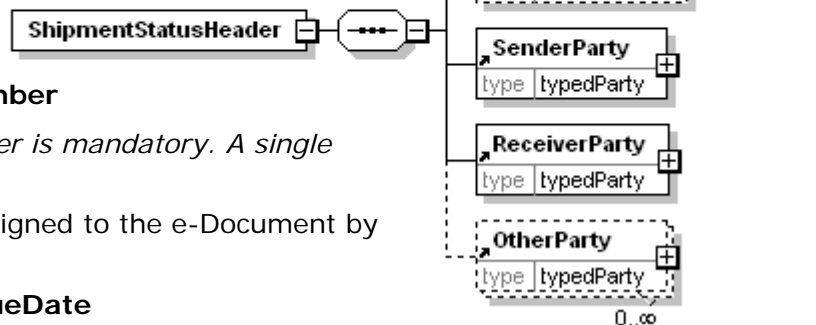 ShipmentStatusHeader
SenderParty
type typedParty
nber
er is mandatory. A single
ReceiverParty
type typedParty
igned to the e-Document by
OtherParty
type typedParty
ueDate
0..∞